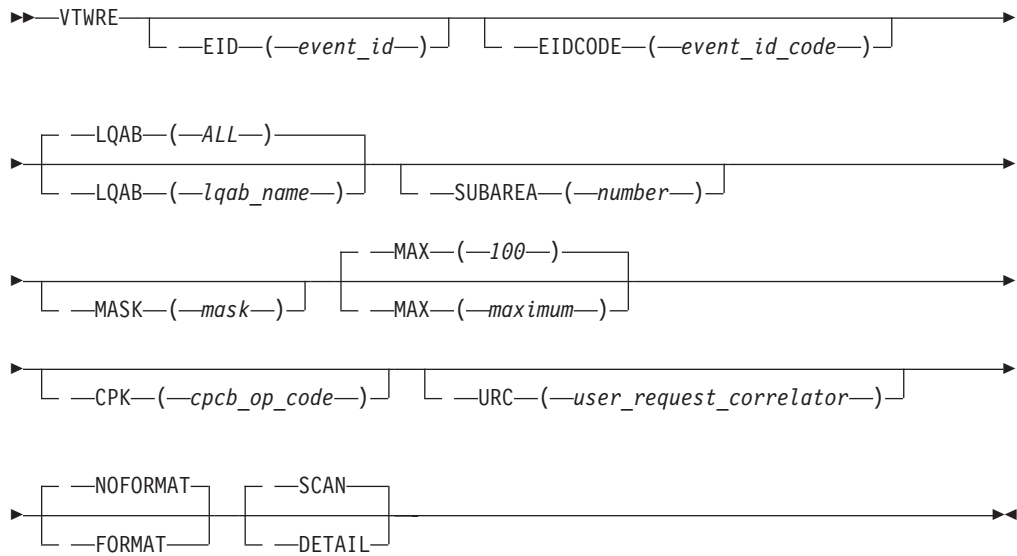 VTWRE
EID ( event_id ) EIDCODE ( event_id_code )
LQAB ( ALL )
LQAB ( lqab_name ) SUBAREA ( number )
MAX ( 100 )
MASK ( mask ) MAX ( maximum )
CPK ( cpcb_op_code ) URC ( user_request_correlator )
NOFORMAT SCAN
FORMAT DETAIL